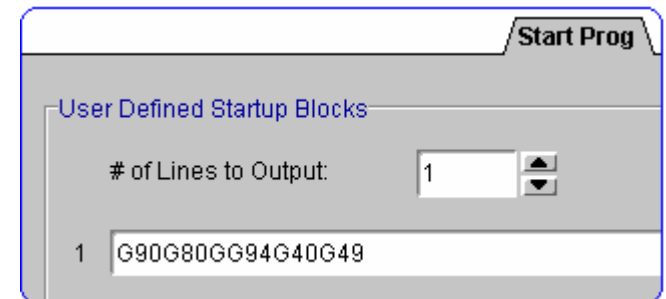 Start Prog
User Defined Startup Blocks
# of Lines to Output: 1
1 G90G80GG94G40G49